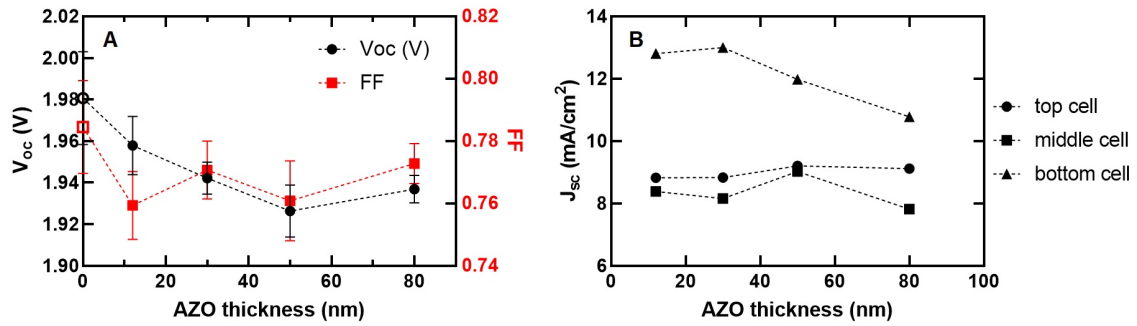 A
Voc (V)
FF
2.02
2.00
1.98
1.96
1.94
1.92
1.90
V_OC (V)
0.82
0.80
0.78
0.76
0.74
FF
0 20 40 60 80
AZO thickness (nm)
B
14
12
10
8
6
J_sc (mA/cm²)
0 20 40 60 80 100
AZO thickness (nm)
top cell
middle cell
bottom cell